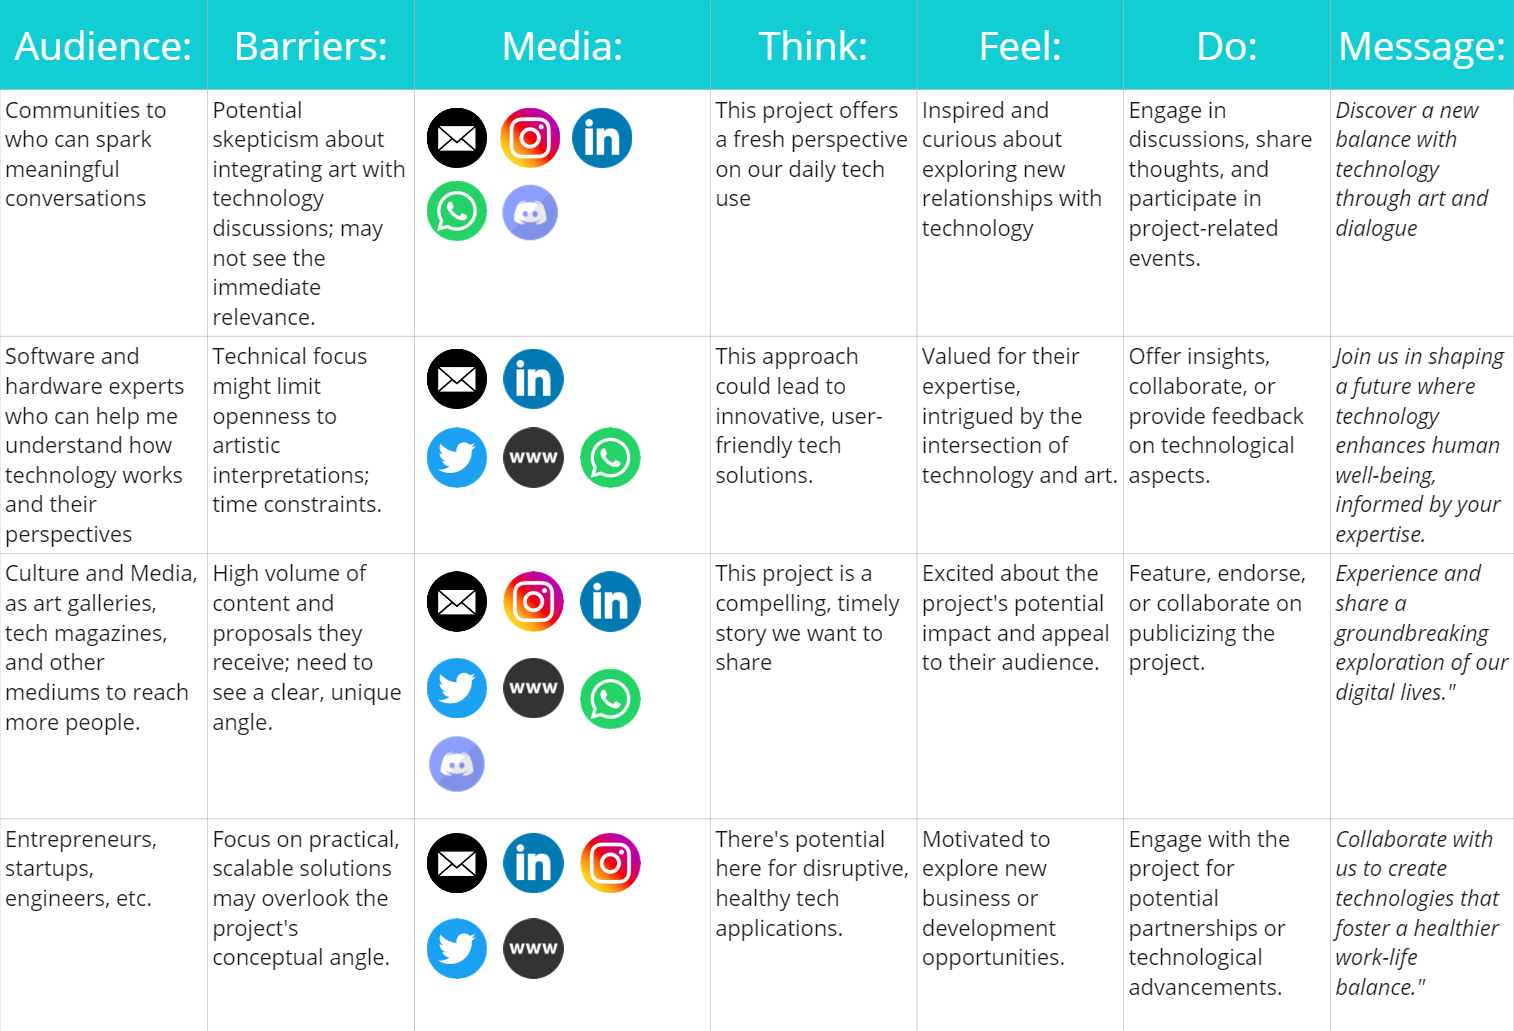 Audience:
Barriers:
Media:
Think:
Feel:
Do:
Message:
Communities to
who can spark
meaningful
conversations
Potential
skepticism about
integrating art with
technology
discussions; may
not see the
immediate
relevance.
in
This project offers
a fresh perspective
on our daily tech
use
Inspired and
curious about
exploring new
relationships with
technology
Engage in
discussions, share
thoughts, and
participate in
project-related
events.
Discover a new
balance with
technology
through art and
dialogue
Software and
hardware experts
who can help me
understand how
technology works
and their
perspectives
Technical focus
might limit
openness to
artistic
interpretations;
time constraints.
in
www
This approach
could lead to
innovative, user-
friendly tech
solutions.
Valued for their
expertise,
intrigued by the
intersection of
technology and art.
Offer insights,
collaborate, or
provide feedback
on technological
aspects.
Join us in shaping
a future where
technology
enhances human
well-being,
informed by your
expertise.
Culture and Media,
as art galleries,
tech magazines,
and other
mediums to reach
more people.
High volume of
content and
proposals they
receive; need to
see a clear, unique
angle.
in
www
This project is a
compelling, timely
story we want to
share
Excited about the
project's potential
impact and appeal
to their audience.
Feature, endorse,
or collaborate on
publicizing the
project.
Experience and
share a
groundbreaking
exploration of our
digital lives."
Entrepreneurs,
startups,
engineers, etc.
Focus on practical,
scalable solutions
may overlook the
project's
conceptual angle.
in
www
There's potential
here for disruptive,
healthy tech
applications.
Motivated to
explore new
business or
development
opportunities.
Engage with the
project for
potential
partnerships or
technological
advancements.
Collaborate with
us to create
technologies that
foster a healthier
work-life
balance."